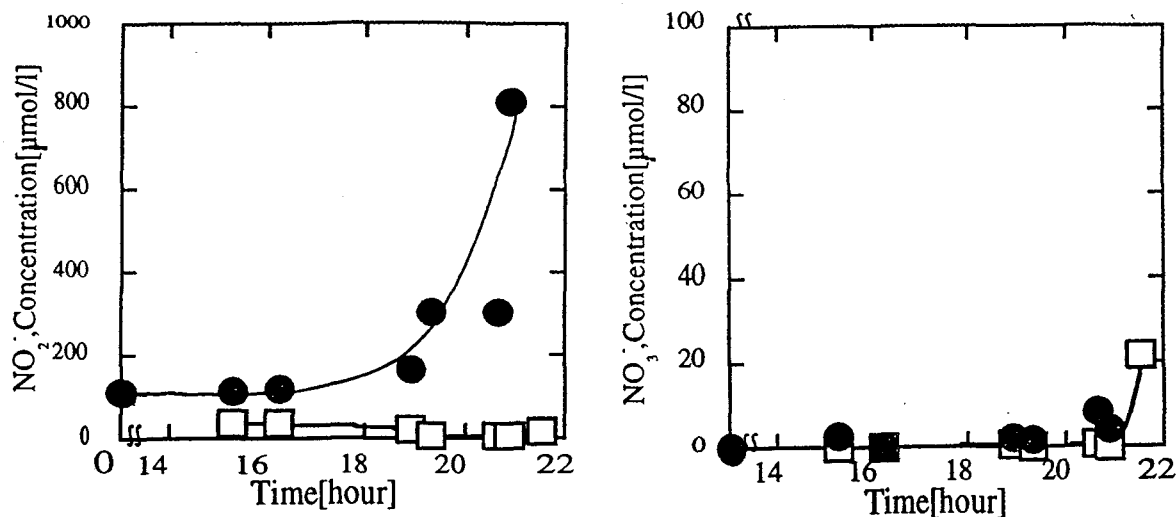 1000
800
600
400
200
0
NO₂⁻,Concentration[µmol/l]
O 14 16 18 20 22
Time[hour]
100
80
60
40
20
0
NO₃⁻,Concentration[µmol/l]
14 16 18 20 22
Time[hour]